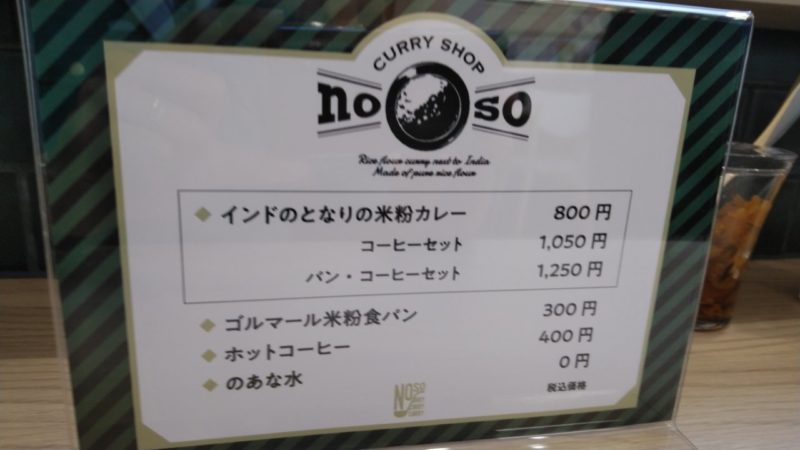 CURRY SHOP
noso
Rice flour curry next to India
Made of pure rice flour
◆ インドのとなりの米粉カレー 800円
コーヒーセット 1,050円
パン・コーヒーセット 1,250円
◆ ゴルマール米粉食パン 300円
◆ ホットコーヒー 400円
◆ のあな水 0円
税込価格
NOSO